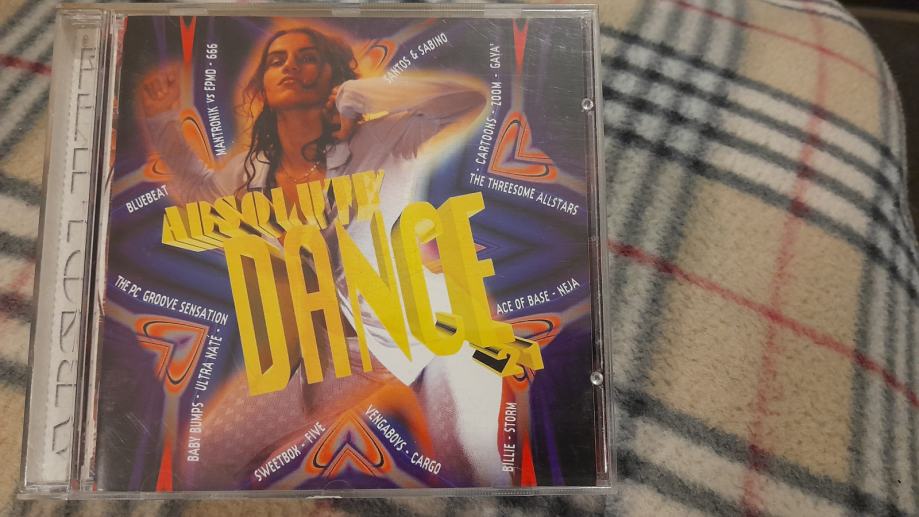 MANTRONIK VS EPMD - 666
SANTOS & SABINO
- CARTOONS - ZOOM - GAYA'
BLUEBEAT
THE THREESOME ALLSTARS
ABSOLUTE
DANCE
THE PC GROOVE SENSATION
ACE OF BASE - NEJA
BABY BUMPS - ULTRA NATÉ -
SWEETBOX - FIVE
VENGABOYS - CARGO
BILLIE - STORM